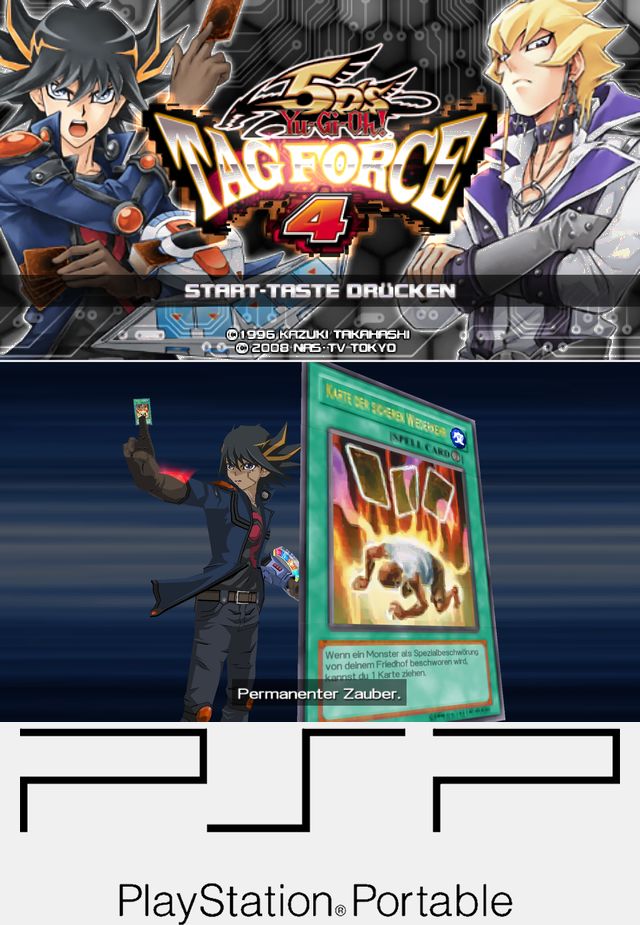 5D's
Yu-Gi-Oh!
TAG FORCE
4
START-TASTE DRÜCKEN
©1996 KAZUKI TAKAHASHI
©2008 NAS・TV TOKYO
KARTE DER SICHEREN WIEDERKEHR
[SPELL CARD]
Wenn ein Monster als Spezialbeschwörung
von deinem Friedhof beschworen wird,
kannst du 1 Karte ziehen.
Permanenter Zauber.
PSP
PlayStation®Portable